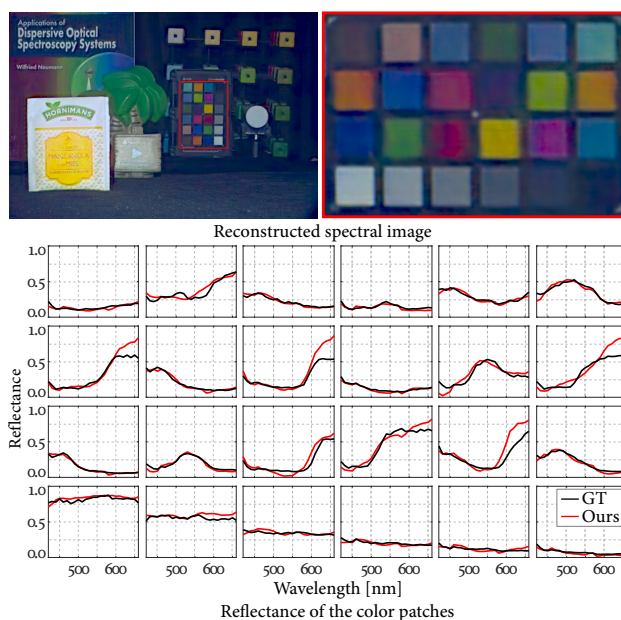 Applications of
Dispersive Optical
Spectroscopy Systems
Wilfried Neumann
HORNIMANS
MANZANILLA
MIEL
Reconstructed spectral image
Reflectance
1.0
0.5
0.0
1.0
0.5
0.0
1.0
0.5
0.0
1.0
0.5
0.0
GT
Ours
500 600 500 600 500 600 500 600 500 600 500 600
Wavelength [nm]
Reflectance of the color patches